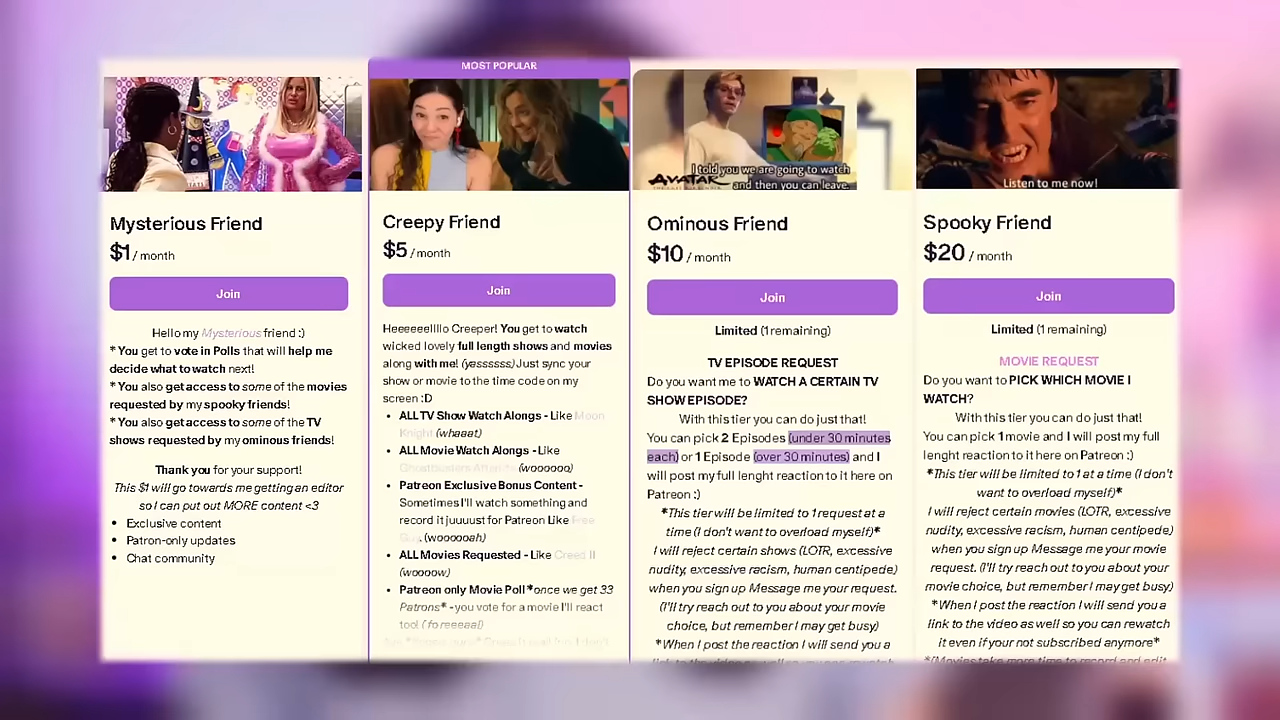 Mysterious Friend
$1 / month
Join
Hello my Mysterious friend :)
* You get to vote in Polls that will help me
decide what to watch next!
* You also get access to some of the movies
requested by my spooky friends!
* You also get access to some of the TV
shows requested by my ominous friends!
Thank you for your support!
This $1 will go towards me getting an editor
so I can put out MORE content <3
• Exclusive content
• Patron-only updates
• Chat community
MOST POPULAR
Creepy Friend
$5 / month
Join
Heeeeeellllo Creeper! You get to watch
wicked lovely full length shows and movies
along with me! (yassssss) Just sync your
show or movie to the time code on my
screen :D
• ALL TV Show Watch Alongs - Like Moon
Knight (whaaat)
• ALL Movie Watch Alongs - Like
Ghostbusters Afterlife (woooooo)
• Patreon Exclusive Bonus Content -
Sometimes I'll watch something and
record it juuuust for Patreon Like Free
Guy. (woooooah)
• ALL Movies Requested - Like Creed II
(woooow)
• Patreon only Movie Poll *once we get 33
Patrons* - you vote for a movie I'll react
too! (fo reeeaal)
AVATAR
I told you we are going to watch
and then you can leave.
Ominous Friend
$10 / month
Join
Limited (1 remaining)
TV EPISODE REQUEST
Do you want me to WATCH A CERTAIN TV
SHOW EPISODE?
With this tier you can do just that!
You can pick 2 Episodes (under 30 minutes
each) or 1 Episode (over 30 minutes) and I
will post my full lenght reaction to it here on
Patreon :)
*This tier will be limited to 1 request at a
time (I don't want to overload myself)*
I will reject certain shows (LOTR, excessive
nudity, excessive racism, human centipede)
when you sign up Message me your request.
(I'll try reach out to you about your movie
choice, but remember I may get busy)
*When I post the reaction I will send you a
Listen to me now!
Spooky Friend
$20 / month
Join
Limited (1 remaining)
MOVIE REQUEST
Do you want to PICK WHICH MOVIE I
WATCH?
With this tier you can do just that!
You can pick 1 movie and I will post my full
lenght reaction to it here on Patreon :)
*This tier will be limited to 1 at a time (I don't
want to overload myself)*
I will reject certain movies (LOTR, excessive
nudity, excessive racism, human centipede)
when you sign up Message me your movie
request. (I'll try reach out to you about your
movie choice, but remember I may get busy)
*When I post the reaction I will send you a
link to the video as well so you can rewatch
it even if your not subscribed anymore*
*(Movies take more time to record and edit